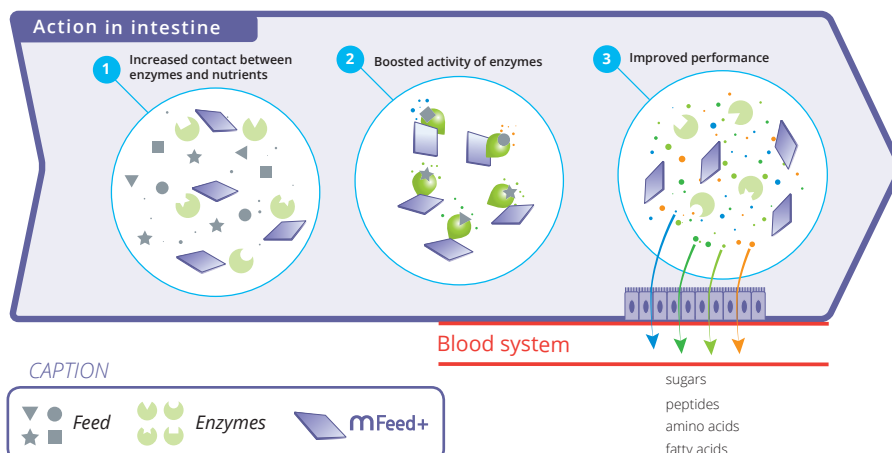 Action in intestine
1
Increased contact between
enzymes and nutrients
2
Boosted activity of enzymes
3
Improved performance
Blood system
sugars
peptides
amino acids
fatty acids
CAPTION
Feed
Enzymes
mFeed+